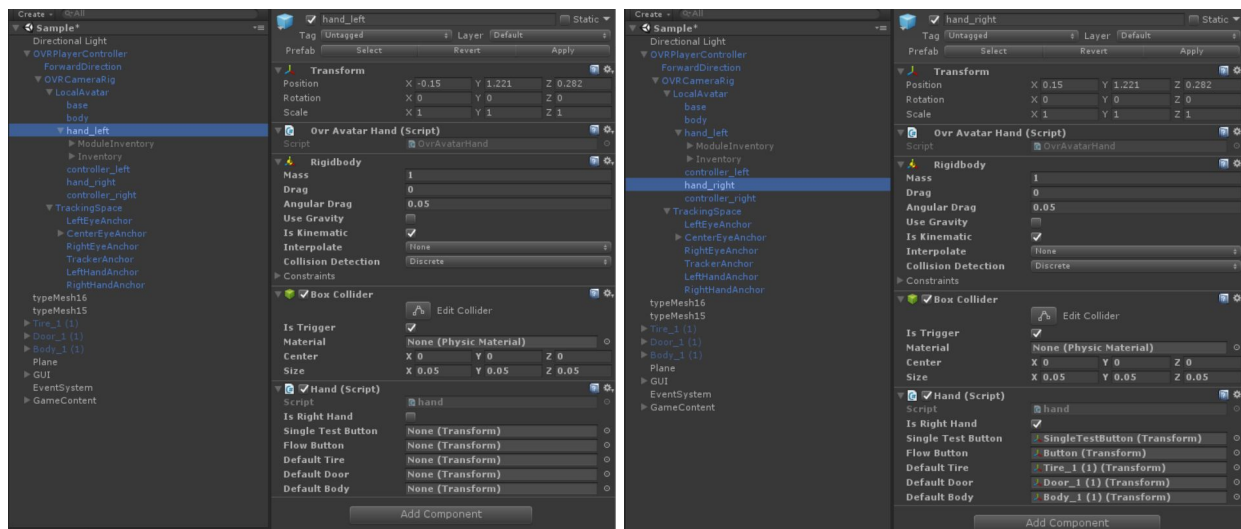 Create
All
Sample*
Directional Light
OVRPlayerController
ForwardDirection
OVRCameraRig
LocalAvatar
base
body
hand_left
ModuleInventory
Inventory
controller_left
hand_right
controller_right
TrackingSpace
LeftEyeAnchor
CenterEyeAnchor
RightEyeAnchor
TrackerAnchor
LeftHandAnchor
RightHandAnchor
typeMesh16
typeMesh15
Tire_1 (1)
Door_1 (1)
Body_1 (1)
Plane
GUI
EventSystem
GameContent
hand_left Static
Tag Untagged Layer Default
Prefab Select Revert Apply
Transform
Position X -0.15 Y 1.221 Z 0.282
Rotation X 0 Y 0 Z 0
Scale X 1 Y 1 Z 1
Ovr Avatar Hand (Script)
Script OvrAvatarHand
Rigidbody
Mass 1
Drag 0
Angular Drag 0.05
Use Gravity
Is Kinematic
Interpolate None
Collision Detection Discrete
Constraints
Box Collider
Edit Collider
Is Trigger
Material None (Physic Material)
Center X 0 Y 0 Z 0
Size X 0.05 Y 0.05 Z 0.05
Hand (Script)
Script hand
Is Right Hand
Single Test Button None (Transform)
Flow Button None (Transform)
Default Tire None (Transform)
Default Door None (Transform)
Default Body None (Transform)
Add Component
Create
All
Sample*
Directional Light
OVRPlayerController
ForwardDirection
OVRCameraRig
LocalAvatar
base
body
hand_left
ModuleInventory
Inventory
controller_left
hand_right
controller_right
TrackingSpace
LeftEyeAnchor
CenterEyeAnchor
RightEyeAnchor
TrackerAnchor
LeftHandAnchor
RightHandAnchor
typeMesh16
typeMesh15
Tire_1 (1)
Door_1 (1)
Body_1 (1)
Plane
GUI
EventSystem
GameContent
hand_right Static
Tag Untagged Layer Default
Prefab Select Revert Apply
Transform
Position X 0.15 Y 1.221 Z 0.282
Rotation X 0 Y 0 Z 0
Scale X 1 Y 1 Z 1
Ovr Avatar Hand (Script)
Script OvrAvatarHand
Rigidbody
Mass 1
Drag 0
Angular Drag 0.05
Use Gravity
Is Kinematic
Interpolate None
Collision Detection Discrete
Constraints
Box Collider
Edit Collider
Is Trigger
Material None (Physic Material)
Center X 0 Y 0 Z 0
Size X 0.05 Y 0.05 Z 0.05
Hand (Script)
Script hand
Is Right Hand
Single Test Button SingleTestButton (Transform)
Flow Button Button (Transform)
Default Tire Tire_1 (1) (Transform)
Default Door Door_1 (1) (Transform)
Default Body Body_1 (1) (Transform)
Add Component